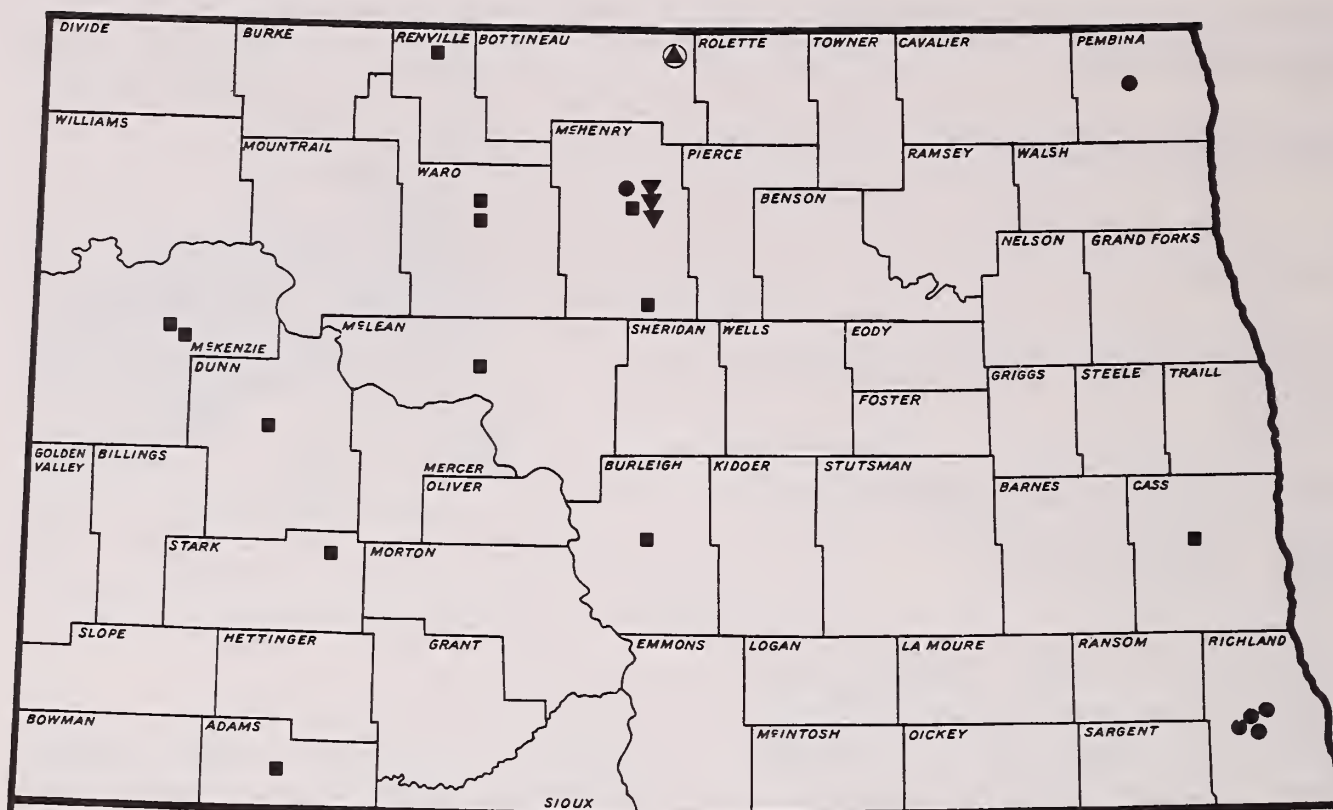 DIVIDE
BURKE
RENVILLE
BOTTINEAU
ROLETTE
TOWNER
CAVALIER
PEMBINA
WILLIAMS
MOUNTRAIL
WARO
McHENRY
PIERCE
BENSON
RAMSEY
WALSH
NELSON
GRAND FORKS
McKENZIE
DUNN
McLEAN
SHERIDAN
WELLS
EODY
FOSTER
GRIGGS
STEELE
TRAILL
GOLDEN
VALLEY
BILLINGS
MERCER
OLIVER
BURLEIGH
KIDOER
STUTSMAN
BARNES
CASS
STARK
MORTON
SLOPE
HETTINGER
GRANT
EMMONS
LOGAN
LA MOURE
RANSOM
RICHLAND
BOWMAN
ADAMS
McINTOSH
OICKEY
SARGENT
SIOUX